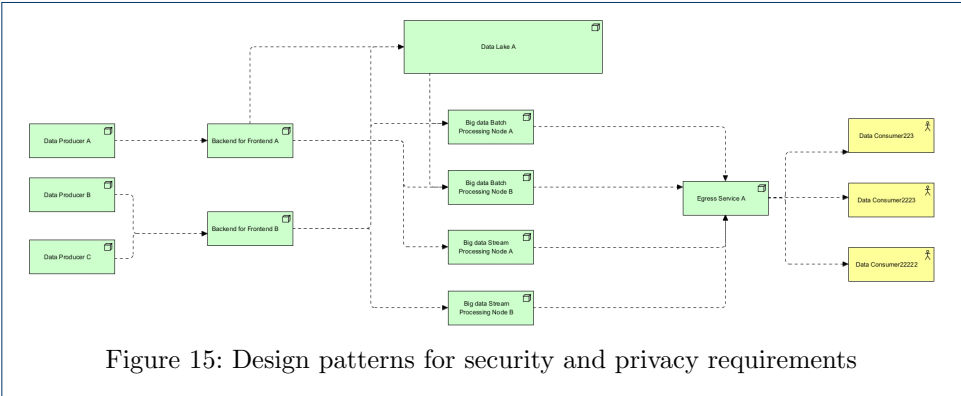 Data Lake A
Big data Batch
Processing Node A
Data Producer A
Backend for Frontend A
Data Consumer223
Data Producer B
Big data Batch
Processing Node B
Egress Service A
Data Consumer2223
Backend for Frontend B
Data Producer C
Big data Stream
Processing Node A
Data Consumer22222
Big data Stream
Processing Node B
Figure 15: Design patterns for security and privacy requirements